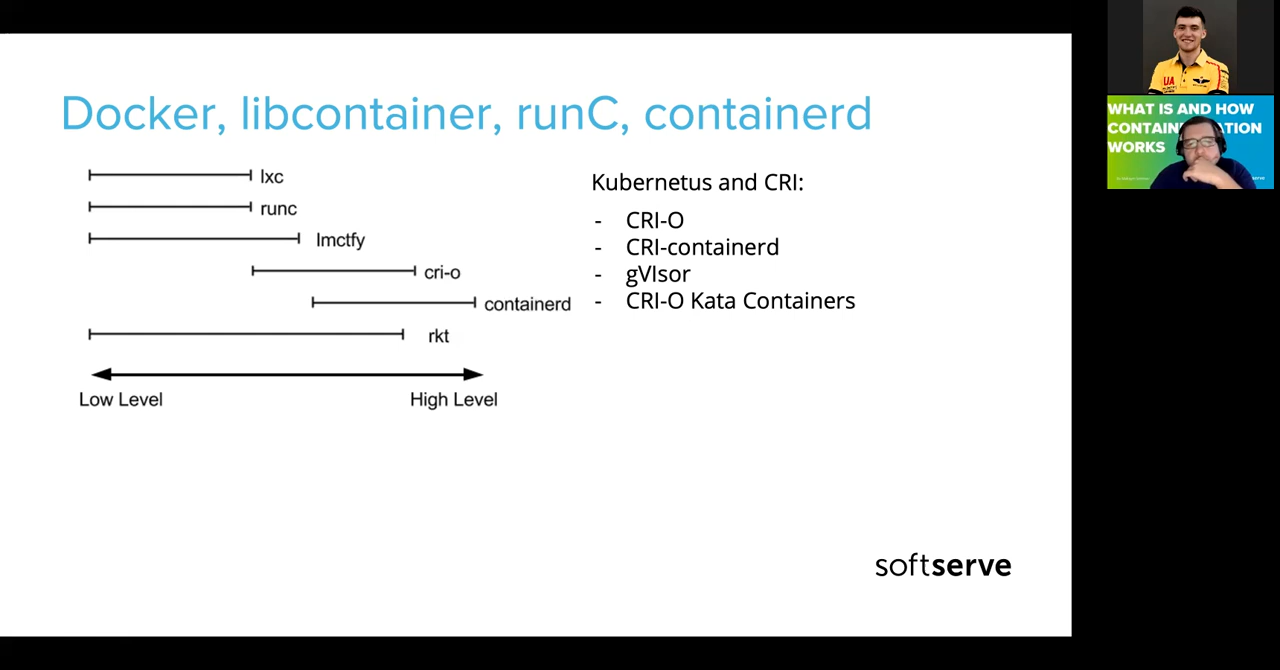 Docker, libcontainer, runC, containerd
lxc
runc
lmctfy
cri-o
containerd
rkt
Low Level
High Level
Kubernetus and CRI:
- CRI-O
- CRI-containerd
- gVIsor
- CRI-O Kata Containers
softserve
UA
WHAT IS AND HOW
CONTAIN ATION
WORKS